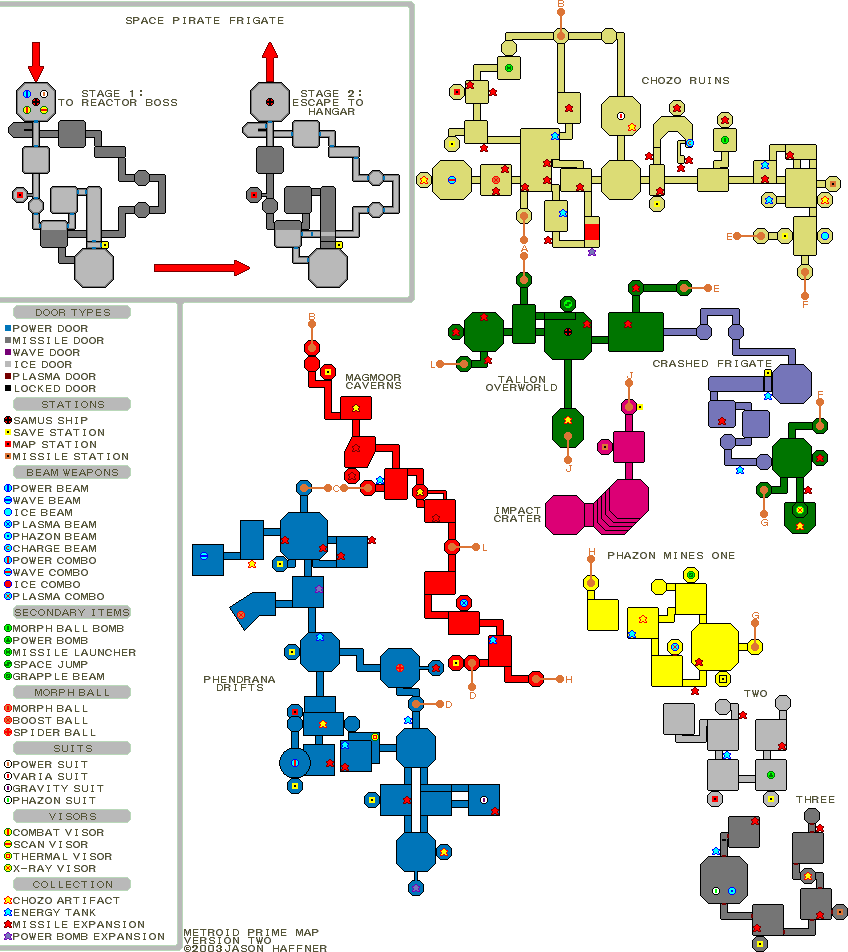 SPACE PIRATE FRIGATE
STAGE 1:
TO REACTOR BOSS
STAGE 2:
ESCAPE TO
HANGAR
B
CHOZO RUINS
E
A
F
DOOR TYPES
POWER DOOR
MISSILE DOOR
WAVE DOOR
ICE DOOR
PLASMA DOOR
LOCKED DOOR
STATIONS
SAMUS SHIP
SAVE STATION
MAP STATION
MISSILE STATION
BEAM WEAPONS
POWER BEAM
WAVE BEAM
ICE BEAM
PLASMA BEAM
PHAZON BEAM
CHARGE BEAM
POWER COMBO
WAVE COMBO
ICE COMBO
PLASMA COMBO
SECONDARY ITEMS
MORPH BALL BOMB
POWER BOMB
MISSILE LAUNCHER
SPACE JUMP
GRAPPLE BEAM
MORPH BALL
MORPH BALL
BOOST BALL
SPIDER BALL
SUITS
POWER SUIT
VARIA SUIT
GRAVITY SUIT
PHAZON SUIT
VISORS
COMBAT VISOR
SCAN VISOR
THERMAL VISOR
X-RAY VISOR
COLLECTION
CHOZO ARTIFACT
ENERGY TANK
MISSILE EXPANSION
POWER BOMB EXPANSION
B
MAGMOOR
CAVERNS
C
L
D
H
E
L
TALLON
OVERWORLD
J
CRASHED FRIGATE
F
G
J
IMPACT
CRATER
PHENDRANA
DRIFTS
D
PHAZON MINES ONE
H
G
TWO
THREE
METROID PRIME MAP
VERSION TWO
©2003 JASON HAFFNER